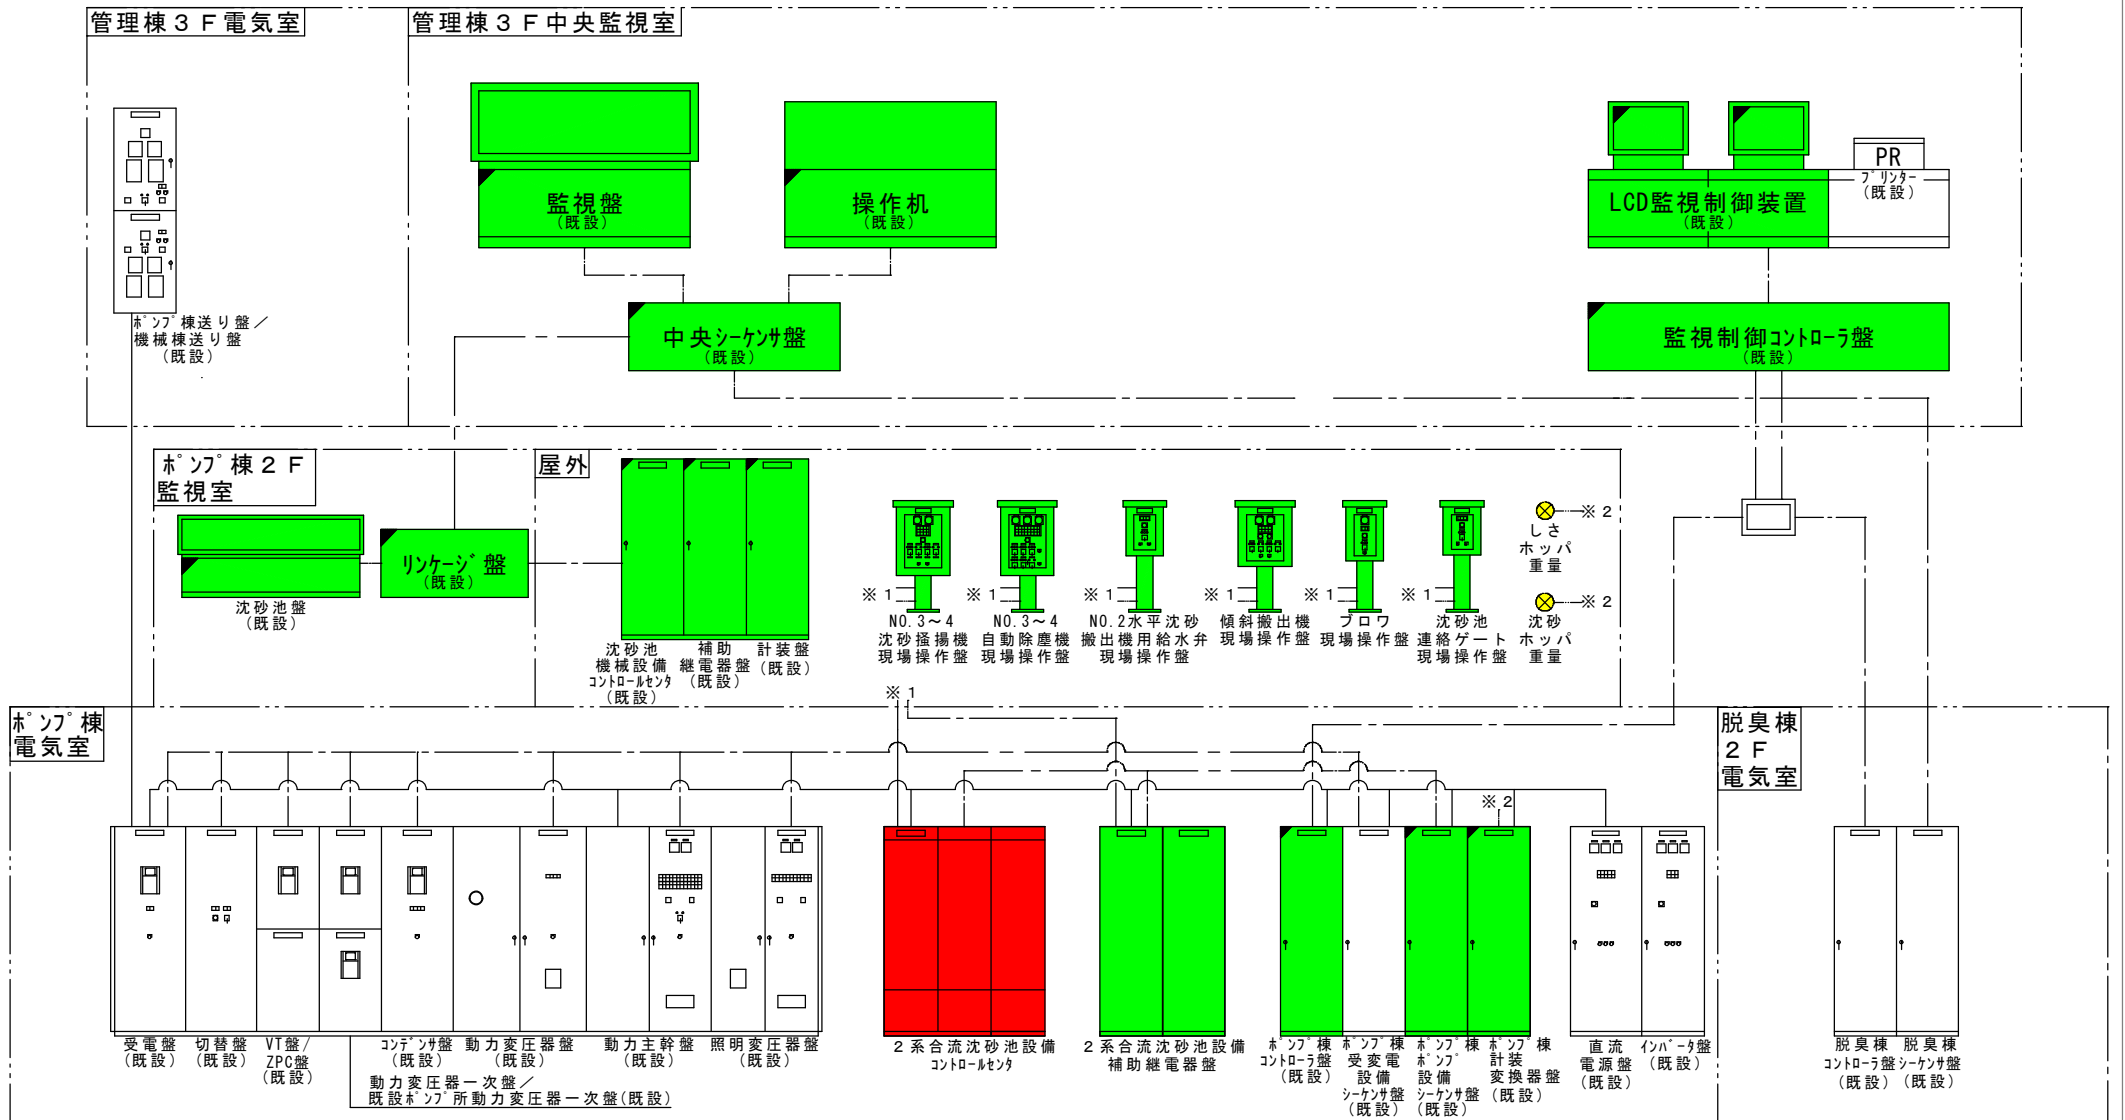 管理棟３Ｆ電気室
管理棟３Ｆ中央監視室
監視盤
(既設)
操作机
(既設)
PR
ﾌﾟﾘﾝﾀｰ
(既設)
LCD監視制御装置
(既設)
ﾎﾟﾝﾌﾟ棟送り盤／
機械棟送り盤
(既設)
中央ｼｰｹﾝｻ盤
(既設)
監視制御ｺﾝﾄﾛｰﾗ盤
(既設)
ﾎﾟﾝﾌﾟ棟２Ｆ
監視室
屋外
沈砂池盤
(既設)
ﾘﾝｹｰｼﾞ盤
(既設)
沈砂池
機械設備
ｺﾝﾄﾛｰﾙｾﾝﾀ
(既設)
補助
継電器盤
(既設)
計装盤
(既設)
※１
NO.３～４
沈砂掻揚機
現場操作盤
※１
NO.３～４
自動除塵機
現場操作盤
※１
NO.２水平沈砂
搬出機用給水弁
現場操作盤
※１
傾斜搬出機
現場操作盤
※１
ブロワ
現場操作盤
※１
沈砂池
連絡ゲート
現場操作盤
※２
しさ
ホッパ
重量
※２
沈砂
ホッパ
重量
※１
ﾎﾟﾝﾌﾟ棟
電気室
脱臭棟
２Ｆ
電気室
※２
受電盤
(既設)
切替盤
(既設)
VT盤/
ZPC盤
(既設)
ｺﾝﾃﾞﾝｻ盤
(既設)
動力変圧器盤
(既設)
動力主幹盤
(既設)
照明変圧器盤
(既設)
動力変圧器一次盤／
既設ﾎﾟﾝﾌﾟ所動力変圧器一次盤(既設)
２系合流沈砂池設備
ｺﾝﾄﾛｰﾙｾﾝﾀ
２系合流沈砂池設備
補助継電器盤
ﾎﾟﾝﾌﾟ棟
ｺﾝﾄﾛｰﾗ盤
(既設)
ﾎﾟﾝﾌﾟ棟
受変電
設備
ｼｰｹﾝｻ盤
(既設)
ﾎﾟﾝﾌﾟ棟
ﾎﾟﾝﾌﾟ
設備
ｼｰｹﾝｻ盤
(既設)
ﾎﾟﾝﾌﾟ棟
計装
変換器盤
(既設)
直流
電源盤
(既設)
ｲﾝﾊﾞｰﾀ盤
(既設)
脱臭棟
ｺﾝﾄﾛｰﾗ盤
(既設)
脱臭棟
ｼｰｹﾝｻ盤
(既設)